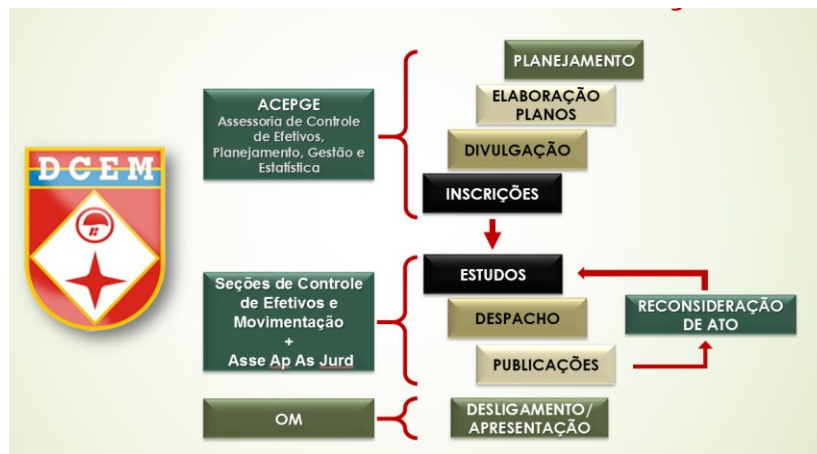 PLANEJAMENTO
ELABORAÇÃO
PLANOS
DIVULGAÇÃO
INSCRIÇÕES
ACEPGE
Assessoria de Controle
de Efetivos,
Planejamento, Gestão e
Estatística
DCEM
ESTUDOS
DESPACHO
PUBLICAÇÕES
RECONSIDERAÇÃO
DE ATO
Seções de Controle
de Efetivos e
Movimentação
+
Asse Ap As Jurd
OM
DESLIGAMENTO/
APRESENTAÇÃO